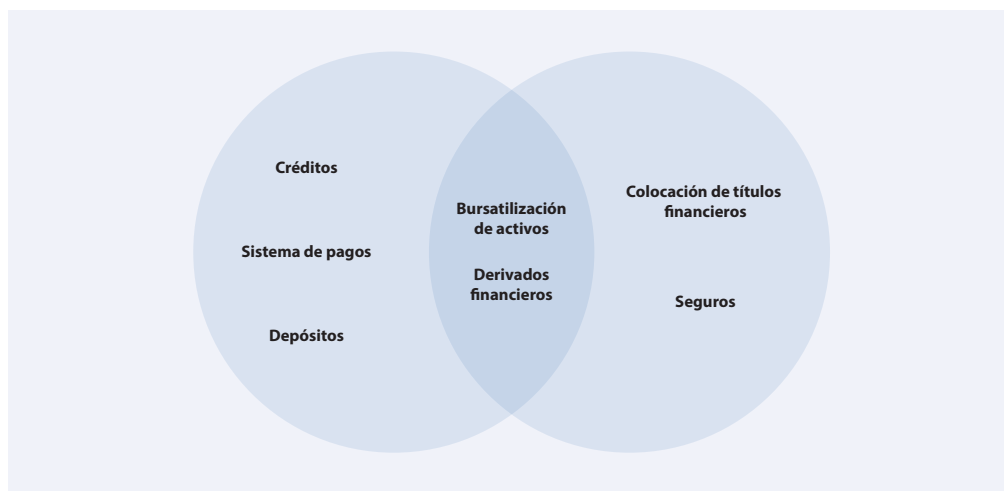 Créditos
Sistema de pagos
Depósitos
Bursatilización
de activos
Derivados
financieros
Colocación de títulos
financieros
Seguros